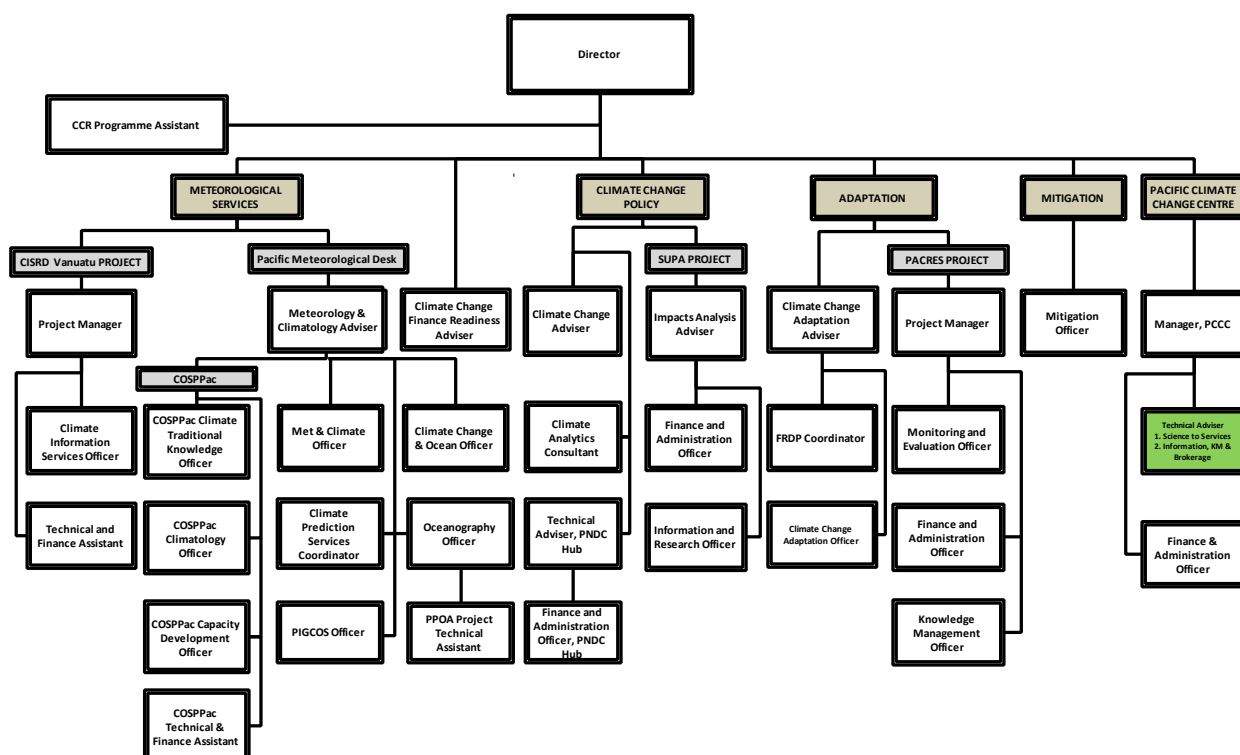 Director
CCR Programme Assistant
METEOROLOGICAL
SERVICES
CLIMATE CHANGE
POLICY
ADAPTATION
MITIGATION
PACIFIC CLIMATE
CHANGE CENTRE
CISRD Vanuatu PROJECT
Pacific Meteorological Desk
SUPA PROJECT
PACRES PROJECT
Project Manager
Meteorology &
Climatology Adviser
Climate Change
Finance Readiness
Adviser
Climate Change
Adviser
Impacts Analysis
Adviser
Climate Change
Adaptation
Adviser
Project Manager
Mitigation
Officer
Manager, PCCC
COSPPac
Climate
Information
Services Officer
COSPPac Climate
Traditional
Knowledge
Officer
Met & Climate
Officer
Climate Change
& Ocean Officer
Climate
Analytics
Consultant
Finance and
Administration
Officer
FRDP Coordinator
Monitoring and
Evaluation Officer
Technical Adviser
1. Science to Services
2. Information, KM &
Brokerage
Technical and
Finance Assistant
COSPPac
Climatology
Officer
Climate
Prediction
Services
Coordinator
Oceanography
Officer
Technical
Adviser, PNDC
Hub
Information and
Research Officer
Climate Change
Adaptation Officer
Finance and
Administration
Officer
Finance &
Administration
Officer
COSPPac Capacity
Development
Officer
PIGCOS Officer
PPOA Project
Technical
Assistant
Finance and
Administration
Officer, PNDC
Hub
Knowledge
Management
Officer
COSPPac
Technical &
Finance Assistant